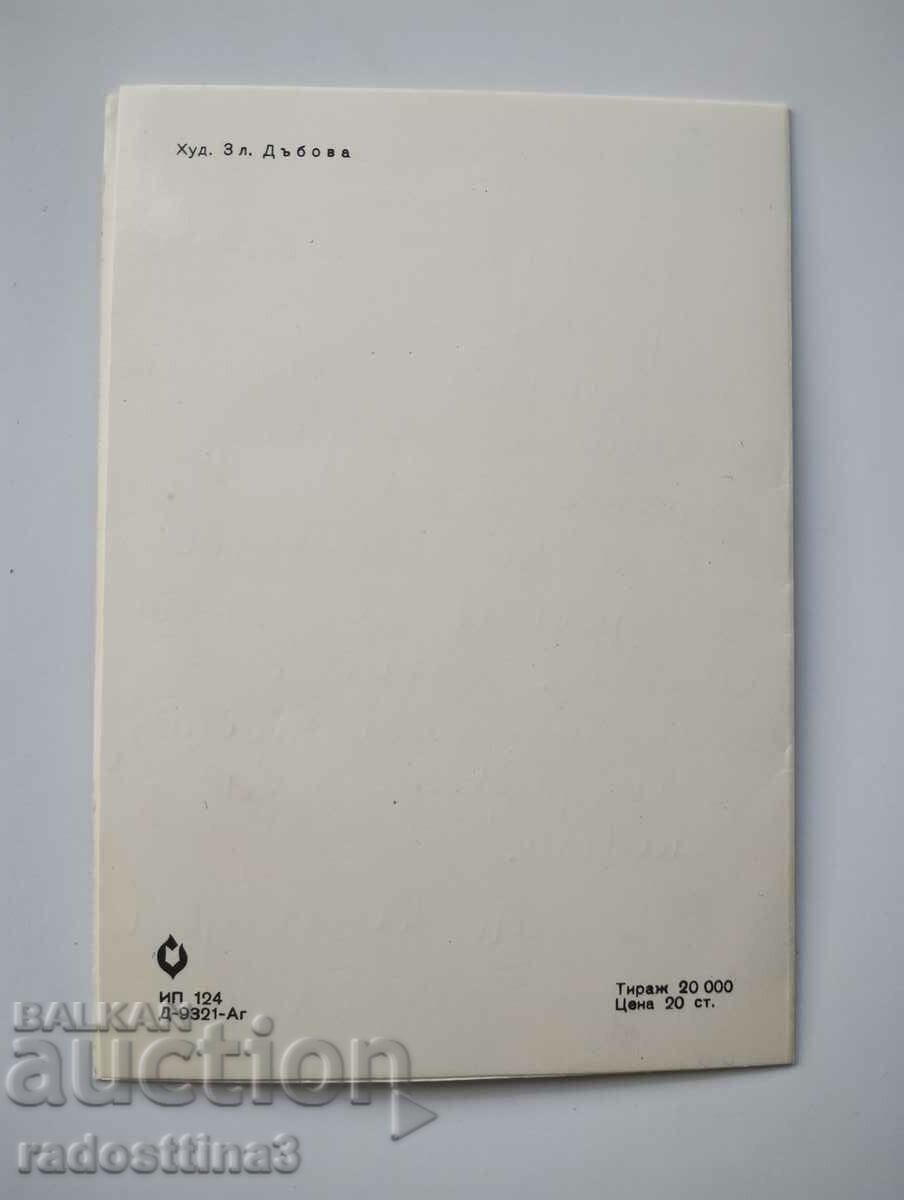 Худ. Зл. Дъбова
ИП 124
Д-9321-Аг
Тираж 20 000
Цена 20 ст.
BALKAN
auction
radosttina3